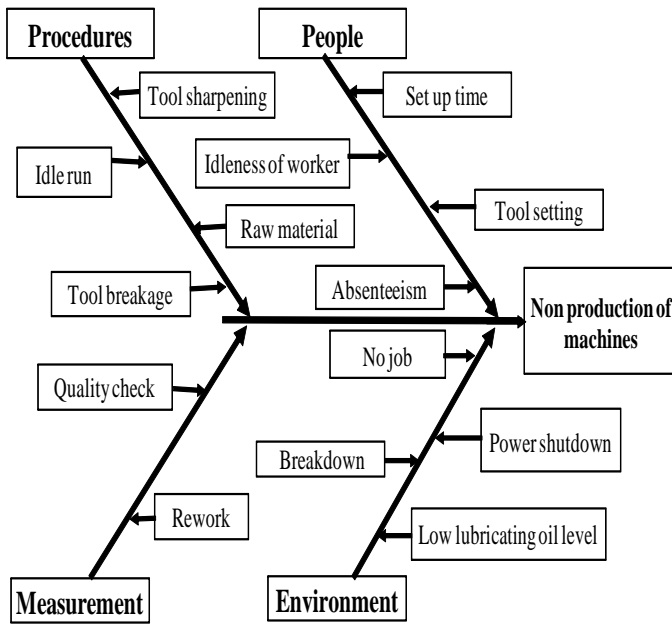 Procedures
People
Tool sharpening
Set up time
Idleness of worker
Idle run
Tool setting
Raw material
Absenteeism
Tool breakage
Non production of
machines
No job
Quality check
Power shutdown
Breakdown
Rework
Low lubricating oil level
Measurement
Environment